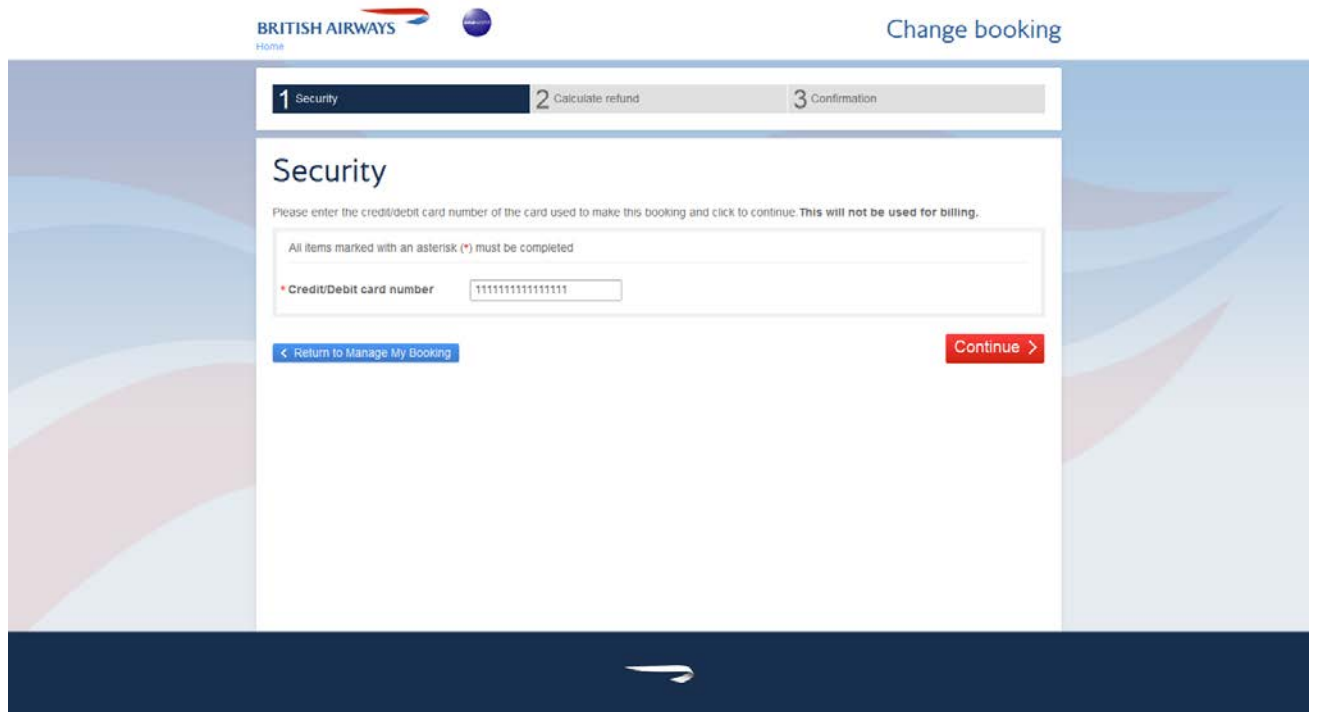 BRITISH AIRWAYS
Home
Change booking
1 Security
2 Calculate refund
3 Confirmation
Security
Please enter the credit/debit card number of the card used to make this booking and click to continue. This will not be used for billing.
All items marked with an asterisk (*) must be completed
* Credit/Debit card number
1111111111111111
< Return to Manage My Booking
Continue >